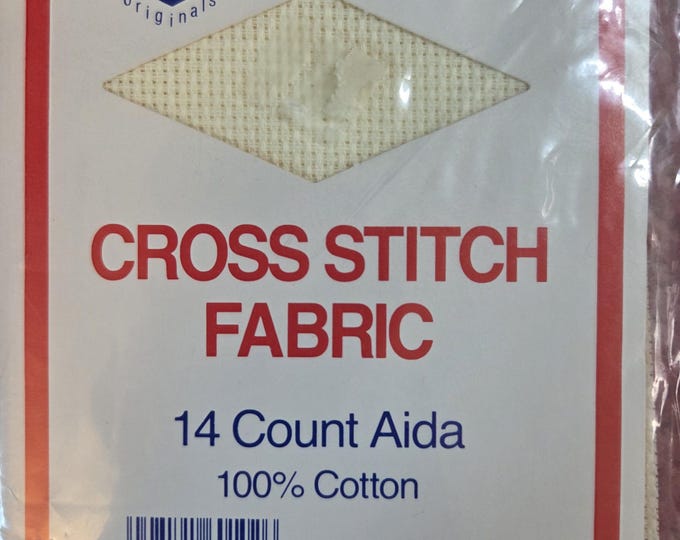 originals
CROSS STITCH
FABRIC
14 Count Aida
100% Cotton